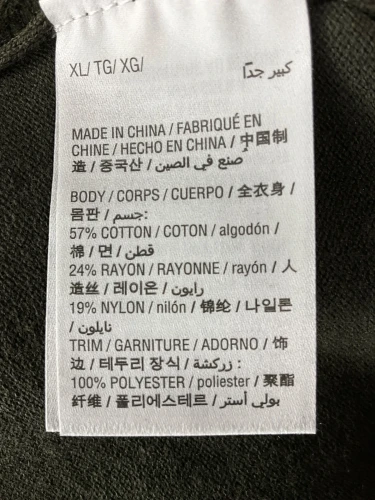 XL/ TG/ XG/ كبير جدًا
MADE IN CHINA / FABRIQUÉ EN
CHINE / HECHO EN CHINA / 中国制
造 / 중국산 / صنع في الصين
BODY / CORPS / CUERPO / 全衣身 /
몸판 / جسم:
57% COTTON / COTON / algodón /
棉 / 면 / قطن
24% RAYON / RAYONNE / rayón / 人
造丝 / 레이온 / رايون
19% NYLON / nilón / 锦纶 / 나일론
/ نايلون
TRIM / GARNITURE / ADORNO / 饰
边 / 테두리 장식 / زركشة:
100% POLYESTER / poliester / 聚酯
纤维 / 폴리에스테르 / بولي أستر